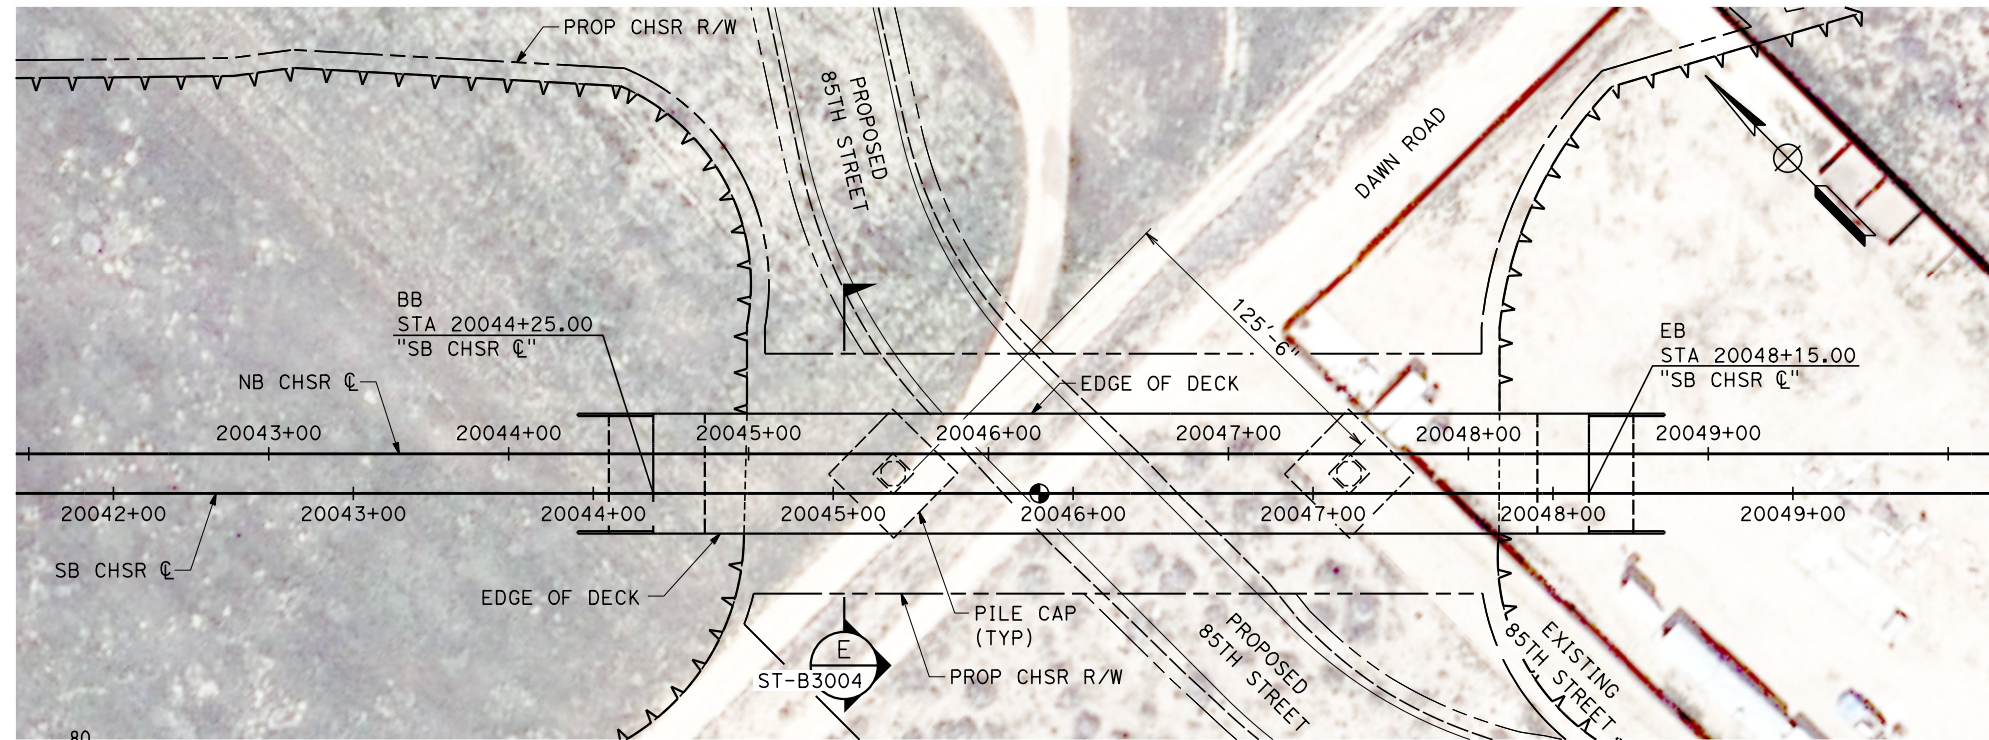 PROP CHSR R/W
PROPOSED
85TH STREET
DAWN ROAD
125'-6"
BB
STA 20044+25.00
"SB CHSR ℄"
EB
STA 20048+15.00
"SB CHSR ℄"
NB CHSR ℄
EDGE OF DECK
20043+00
20044+00
20045+00
20046+00
20047+00
20048+00
20049+00
20042+00
20043+00
20044+00
20045+00
20046+00
20047+00
20048+00
20049+00
SB CHSR ℄
EDGE OF DECK
PILE CAP
(TYP)
E
ST-B3004
PROP CHSR R/W
PROPOSED
85TH STREET
EXISTING
85TH STREET
80